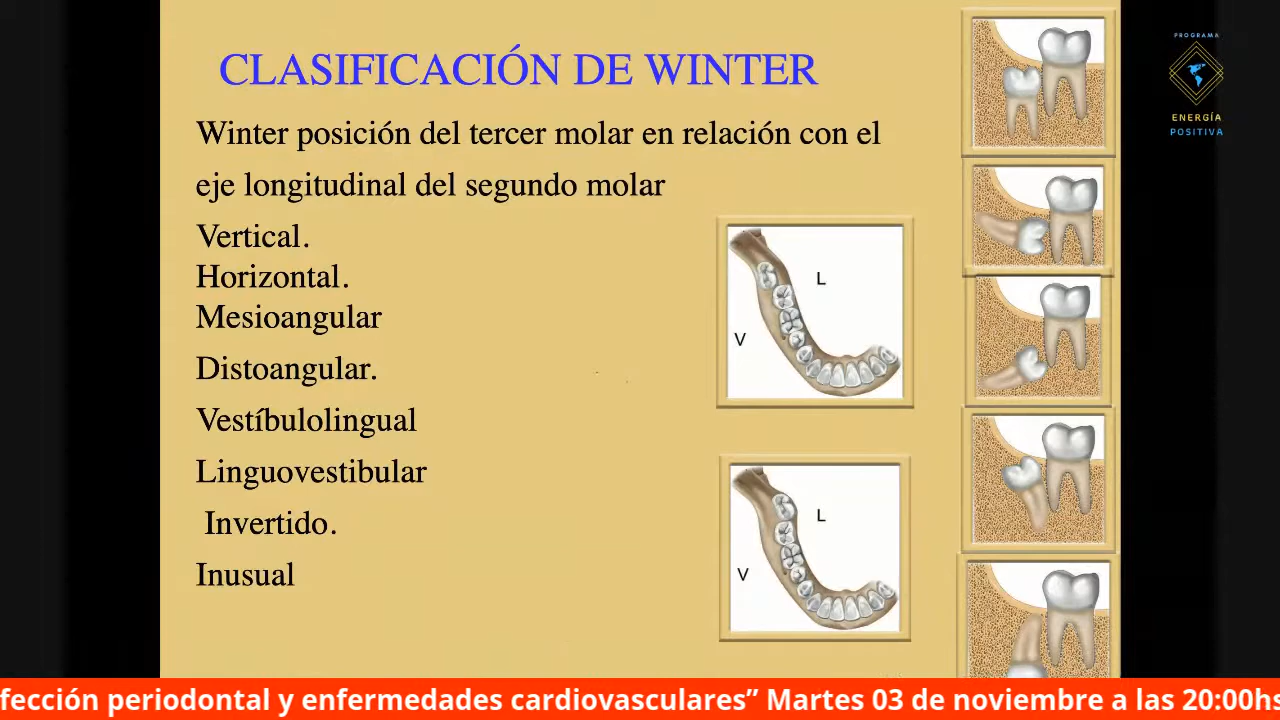 CLASIFICACIÓN DE WINTER
Winter posición del tercer molar en relación con el
eje longitudinal del segundo molar
Vertical.
Horizontal.
Mesioangular
Distoangular.
Vestíbulolingual
Linguovestibular
Invertido.
Inusual
L
V
L
V
PROGRAMA
ENERGÍA
POSITIVA
fección periodontal y enfermedades cardiovasculares” Martes 03 de noviembre a las 20:00hs